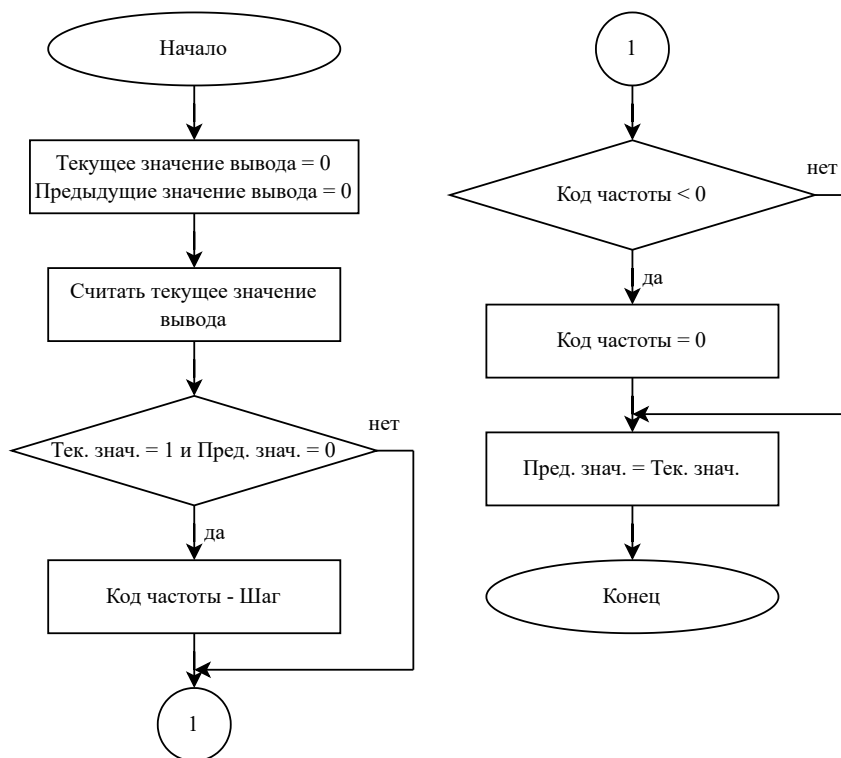 Начало
Текущее значение вывода = 0
Предыдущие значение вывода = 0
Считать текущее значение
вывода
Тек. знач. = 1 и Пред. знач. = 0
нет
да
Код частоты - Шаг
1
1
Код частоты < 0
нет
да
Код частоты = 0
Пред. знач. = Тек. знач.
Конец